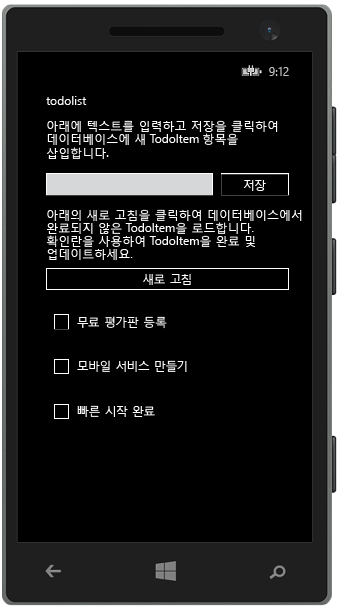 9:12
todolist
아래에 텍스트를 입력하고 저장을 클릭하여
데이터베이스에 새 TodoItem 항목을
삽입합니다.
저장
아래의 새로 고침을 클릭하여 데이터베이스에서
완료되지 않은 TodoItem을 로드합니다.
확인란을 사용하여 TodoItem을 완료 및
업데이트하세요.
새로 고침
무료 평가판 등록
모바일 서비스 만들기
빠른 시작 완료